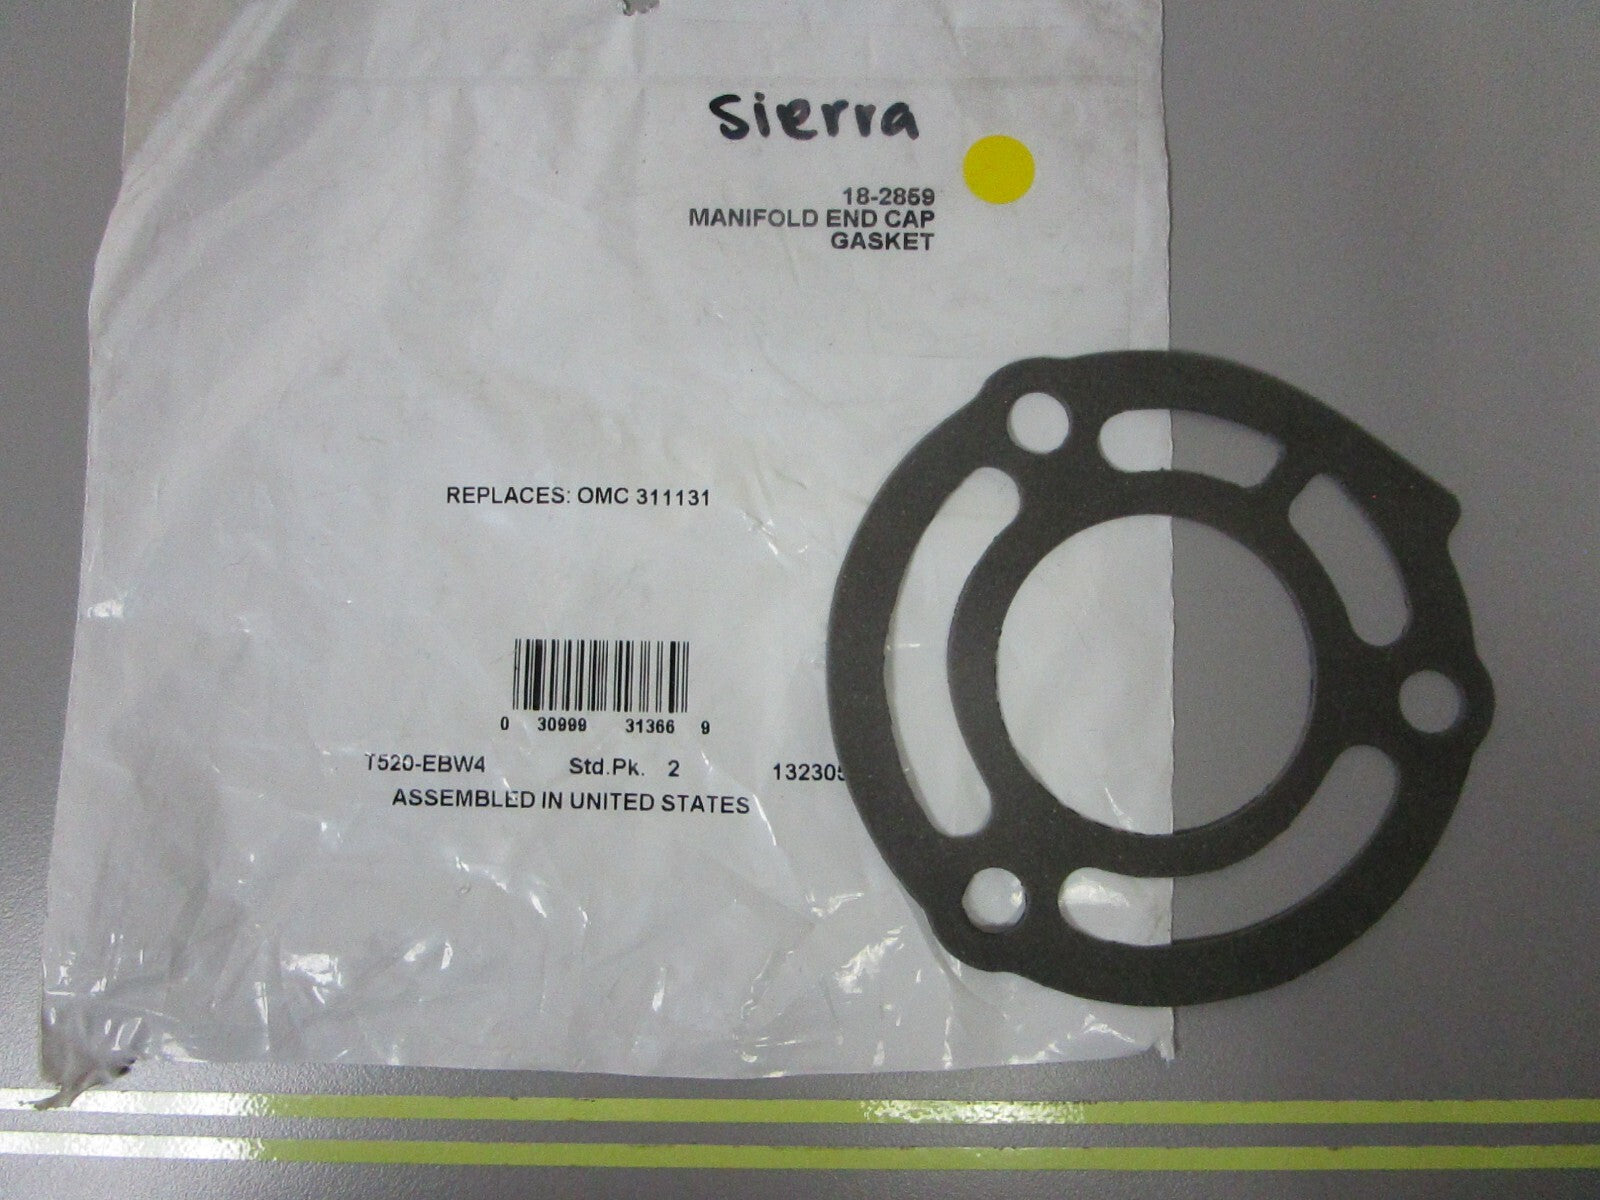 Sierra
18-2859
MANIFOLD END CAP
GASKET
REPLACES: OMC 311131
0 30999 31366 9
T520-EBW4 Std.Pk. 2 132305
ASSEMBLED IN UNITED STATES